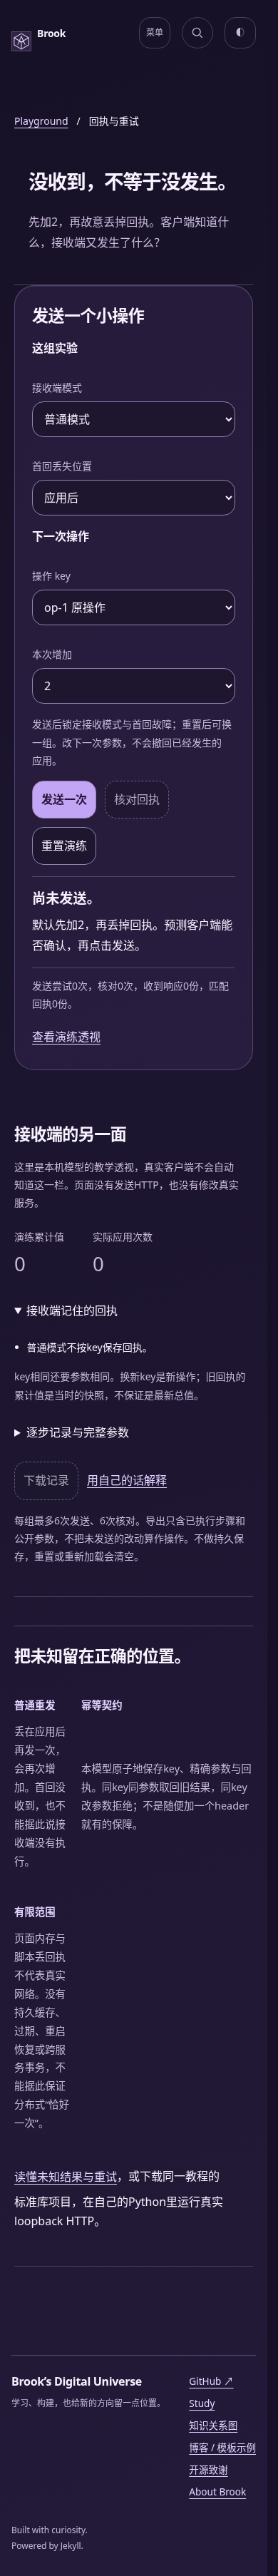 Brook
菜单
Playground / 回执与重试
没收到，不等于没发生。
先加2，再故意丢掉回执。客户端知道什
么，接收端又发生了什么？
发送一个小操作
这组实验
接收端模式
普通模式
首回丢失位置
应用后
下一次操作
操作 key
op-1 原操作
本次增加
2
发送后锁定接收模式与首回故障；重置后可换
一组。改下一次参数，不会撤回已经发生的
应用。
发送一次
核对回执
重置演练
尚未发送。
默认先加2，再丢掉回执。预测客户端能
否确认，再点击发送。
发送尝试0次，核对0次，收到响应0份，匹配
回执0份。
查看演练透视
接收端的另一面
这里是本机模型的教学透视，真实客户端不会自动
知道这一栏。页面没有发送HTTP，也没有修改真实
服务。
演练累计值
实际应用次数
0
0
▼ 接收端记住的回执
• 普通模式不按key保存回执。
key相同还要参数相同。换新key是新操作；旧回执的
累计值是当时的快照，不保证是最新总值。
▶ 逐步记录与完整参数
下载记录
用自己的话解释
每组最多6次发送、6次核对。导出只含已执行步骤和
公开参数，不把未发送的改动算作操作。不做持久保
存，重置或重新加载会清空。
把未知留在正确的位置。
普通重发
丢在应用后
再发一次，
会再次增
加。首回没
收到，也不
能据此说接
收端没有执
行。
幂等契约
本模型原子地保存key、精确参数与回
执。同key同参数取回旧结果，同key
改参数拒绝；不是随便加一个header
就有的保障。
有限范围
页面内存与
脚本丢回执
不代表真实
网络。没有
持久缓存、
过期、重启
恢复或跨服
务事务，不
能据此保证
分布式“恰好
一次”。
读懂未知结果与重试，或下载同一教程的
标准库项目，在自己的Python里运行真实
loopback HTTP。
Brook’s Digital Universe
学习、构建，也给新的方向留一点位置。
GitHub ↗
Study
知识关系图
博客 / 模板示例
开源致谢
About Brook
Built with curiosity.
Powered by Jekyll.